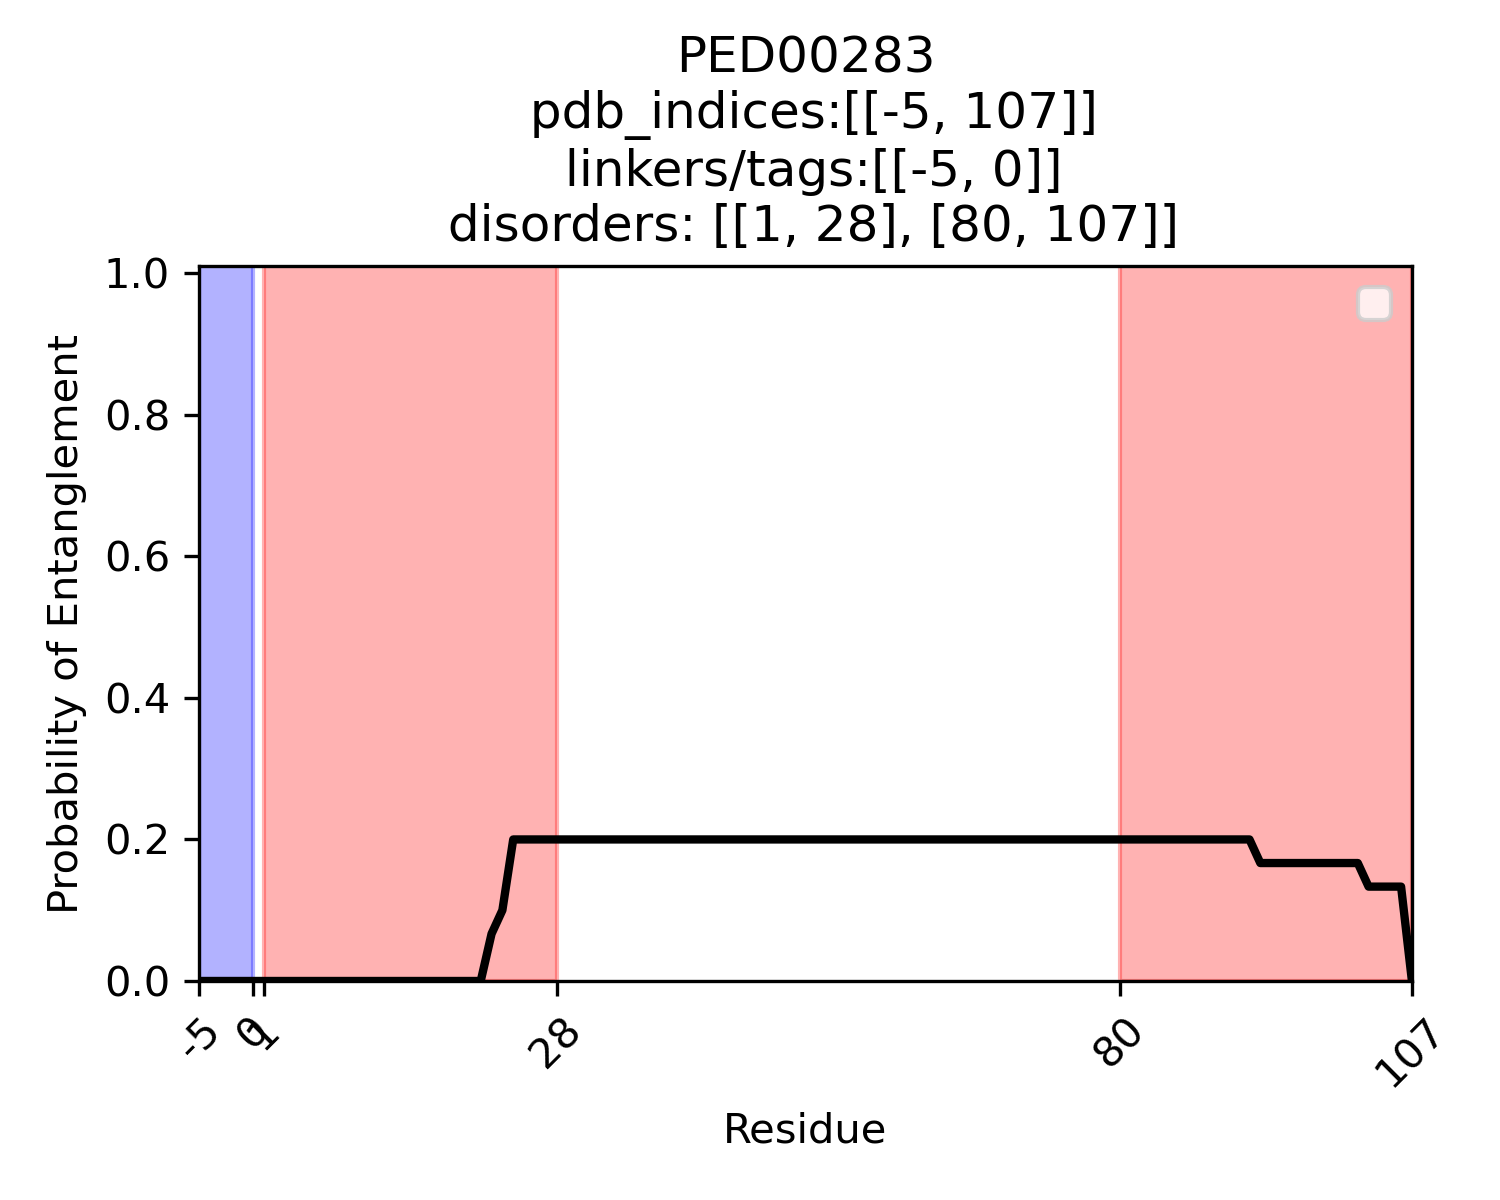 PED00283
pdb_indices:[[-5, 107]]
linkers/tags:[[-5, 0]]
disorders: [[1, 28], [80, 107]]
1.0
0.8
0.6
0.4
0.2
0.0
Probability of Entanglement
-5
0
1
28
80
107
Residue